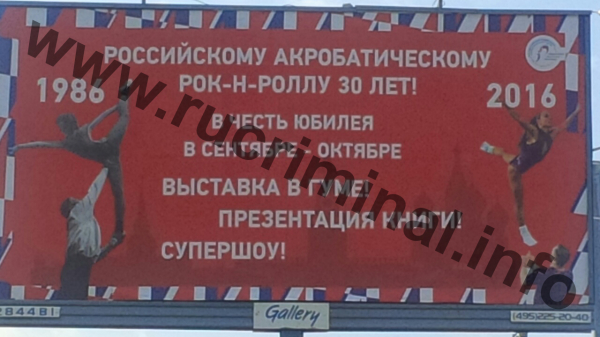 РОССИЙСКОМУ АКРОБАТИЧЕСКОМУ
РОК-Н-РОЛЛУ 30 ЛЕТ!
1986
2016
В ЧЕСТЬ ЮБИЛЕЯ
В СЕНТЯБРЕ - ОКТЯБРЕ
ВЫСТАВКА В ГУМЕ!
ПРЕЗЕНТАЦИЯ КНИГИ!
СУПЕРШОУ!
www.rucriminal.info
Gallery
(495)225-20-40